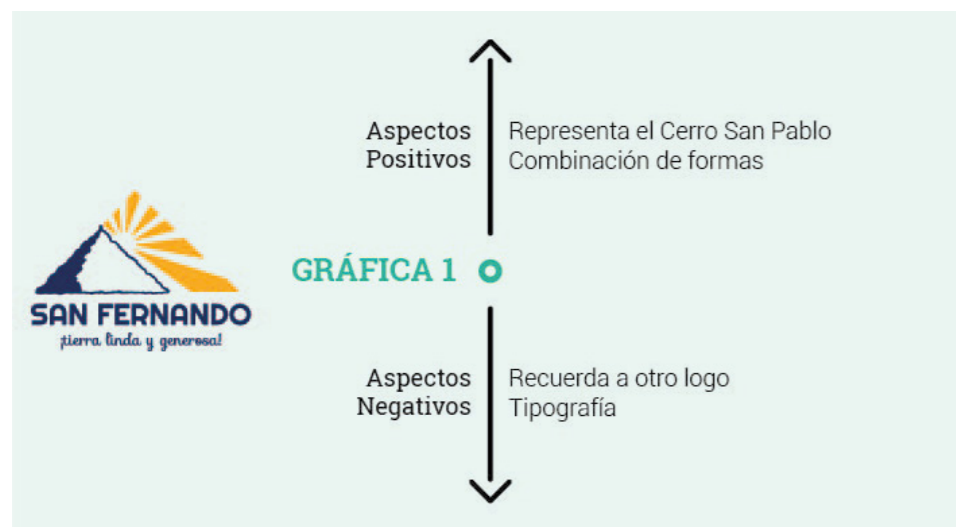 Aspectos
Positivos
Representa el Cerro San Pablo
Combinación de formas
GRÁFICA 1
SAN FERNANDO
¡tierra linda y generosa!
Aspectos
Negativos
Recuerda a otro logo
Tipografía